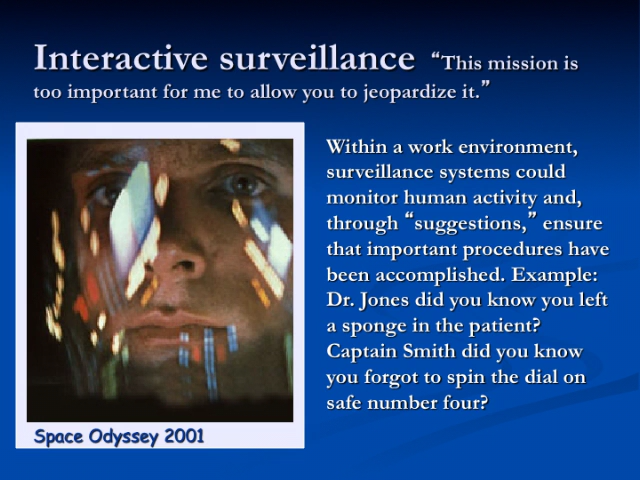 Interactive surveillance “This mission is
too important for me to allow you to jeopardize it.”
Within a work environment,
surveillance systems could
monitor human activity and,
through “suggestions,” ensure
that important procedures have
been accomplished. Example:
Dr. Jones did you know you left
a sponge in the patient?
Captain Smith did you know
you forgot to spin the dial on
safe number four?
Space Odyssey 2001